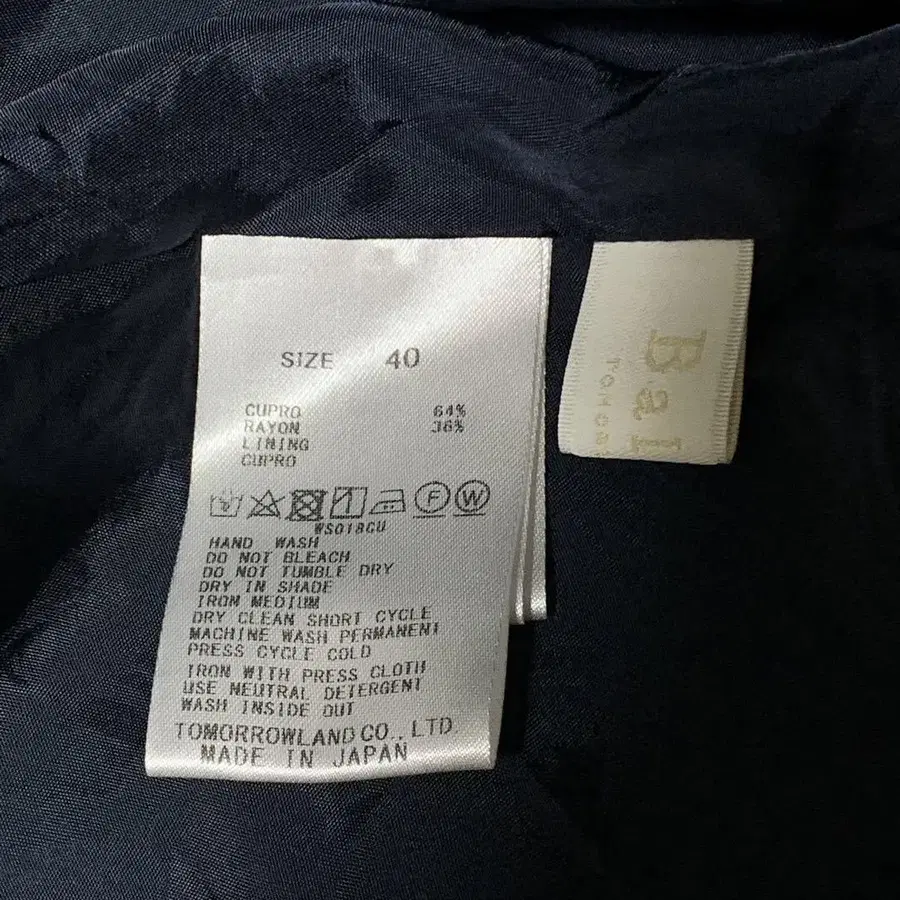 SIZE 40
CUPRO 64%
RAYON 36%
LINING
CUPRO
F W
WS018CU
HAND WASH
DO NOT BLEACH
DO NOT TUMBLE DRY
DRY IN SHADE
IRON MEDIUM
DRY CLEAN SHORT CYCLE
MACHINE WASH PERMANENT
PRESS CYCLE COLD
IRON WITH PRESS CLOTH
USE NEUTRAL DETERGENT
WASH INSIDE OUT
TOMORROWLAND CO., LTD.
MADE IN JAPAN